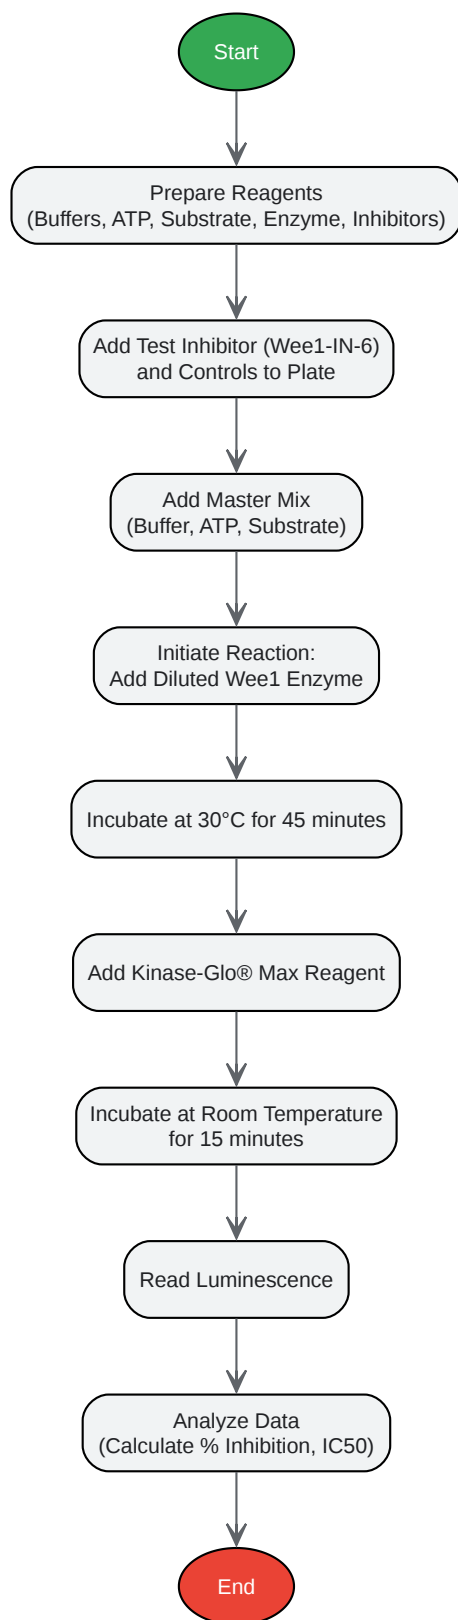 Start
Prepare Reagents
(Buffers, ATP, Substrate, Enzyme, Inhibitors)
Add Test Inhibitor (Wee1-IN-6)
and Controls to Plate
Add Master Mix
(Buffer, ATP, Substrate)
Initiate Reaction:
Add Diluted Wee1 Enzyme
Incubate at 30°C for 45 minutes
Add Kinase-Glo® Max Reagent
Incubate at Room Temperature
for 15 minutes
Read Luminescence
Analyze Data
(Calculate % Inhibition, IC50)
End